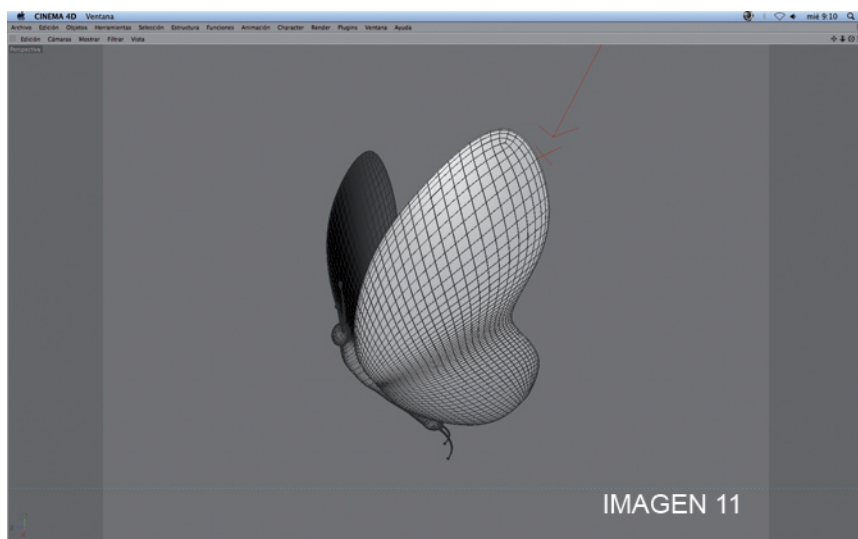 CINEMA 4D Ventana mié 9:10
Archivo Edición Objetos Herramientas Selección Estructura Funciones Animación Character Render Plugins Ventana Ayuda
Edición Cámaras Mostrar Filtrar Vista
Perspectiva
IMAGEN 11